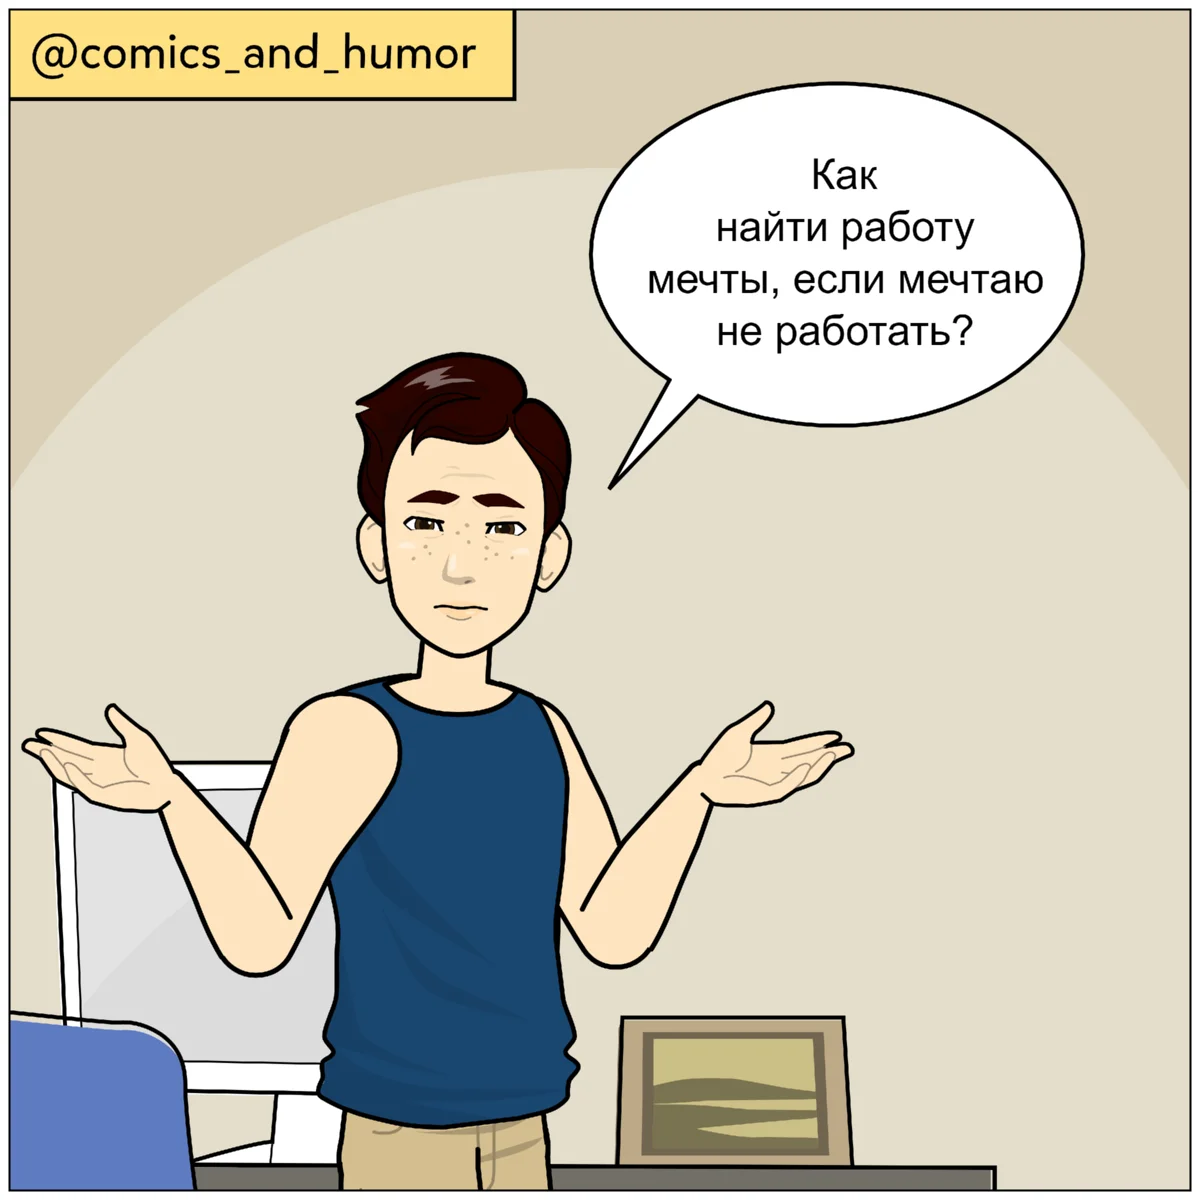 @comics_and_humor
Как
найти работу
мечты, если мечтаю
не работать?